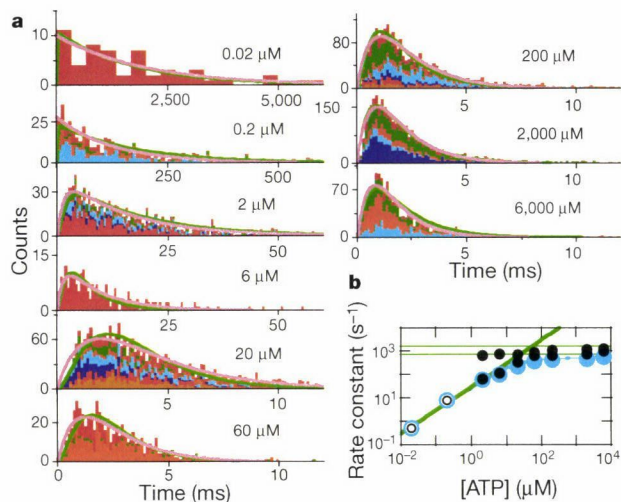 a
Counts
10
0
0.02 µM
2,500
5,000
25
0
0.2 µM
250
500
30
0
2 µM
25
50
15
0
6 µM
25
50
60
0
20 µM
5
10
20
0
60 µM
0
5
10
Time (ms)
80
0
200 µM
5
10
150
0
2,000 µM
5
10
70
0
6,000 µM
0
5
10
Time (ms)
b
Rate constant (s⁻¹)
10³
10¹
10⁻¹
10⁻²
10⁰
10²
10⁴
[ATP] (µM)